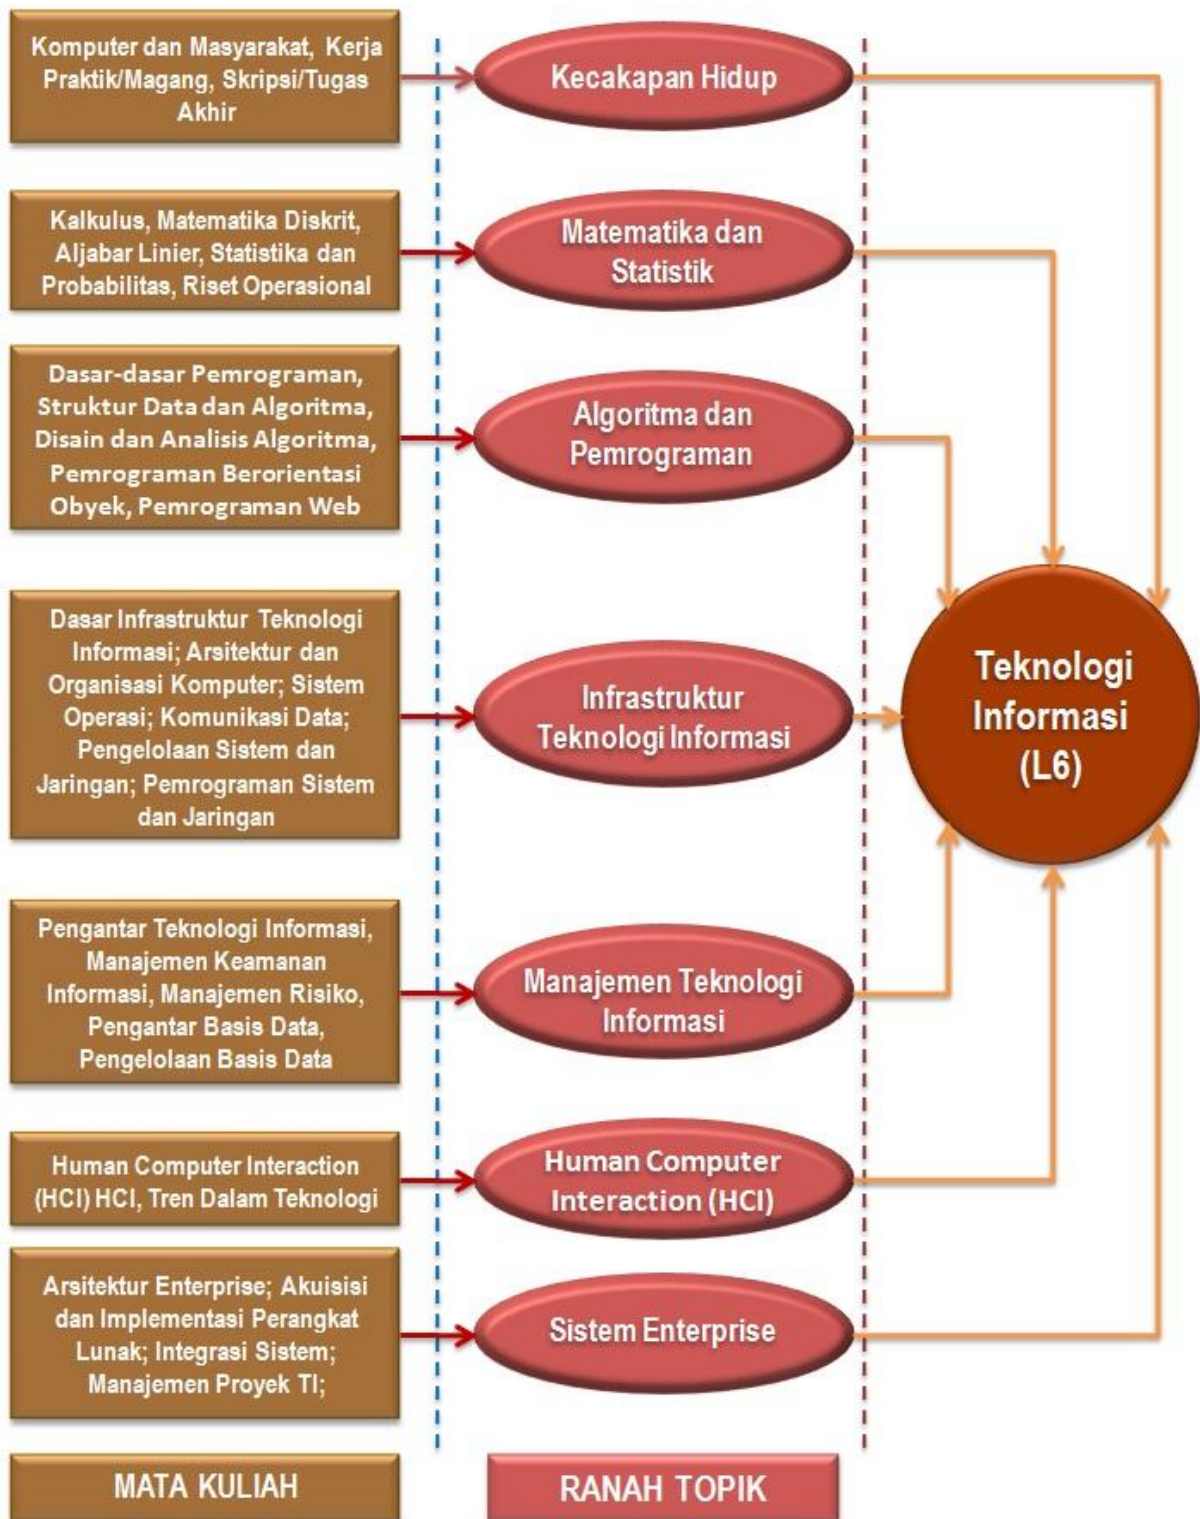 Komputer dan Masyarakat, Kerja
Praktik/Magang, Skripsi/Tugas
Akhir
Kecakapan Hidup
Kalkulus, Matematika Diskrit,
Aljabar Linier, Statistika dan
Probabilitas, Riset Operasional
Matematika dan
Statistik
Dasar-dasar Pemrograman,
Struktur Data dan Algoritma,
Disain dan Analisis Algoritma,
Pemrograman Berorientasi
Obyek, Pemrograman Web
Algoritma dan
Pemrograman
Dasar Infrastruktur Teknologi
Informasi; Arsitektur dan
Organisasi Komputer; Sistem
Operasi; Komunikasi Data;
Pengelolaan Sistem dan
Jaringan; Pemrograman Sistem
dan Jaringan
Infrastruktur
Teknologi Informasi
Teknologi
Informasi
(L6)
Pengantar Teknologi Informasi,
Manajemen Keamanan
Informasi, Manajemen Risiko,
Pengantar Basis Data,
Pengelolaan Basis Data
Manajemen Teknologi
Informasi
Human Computer Interaction
(HCI) HCI, Tren Dalam Teknologi
Human Computer
Interaction (HCI)
Arsitektur Enterprise; Akuisisi
dan Implementasi Perangkat
Lunak; Integrasi Sistem;
Manajemen Proyek TI;
Sistem Enterprise
MATA KULIAH
RANAH TOPIK